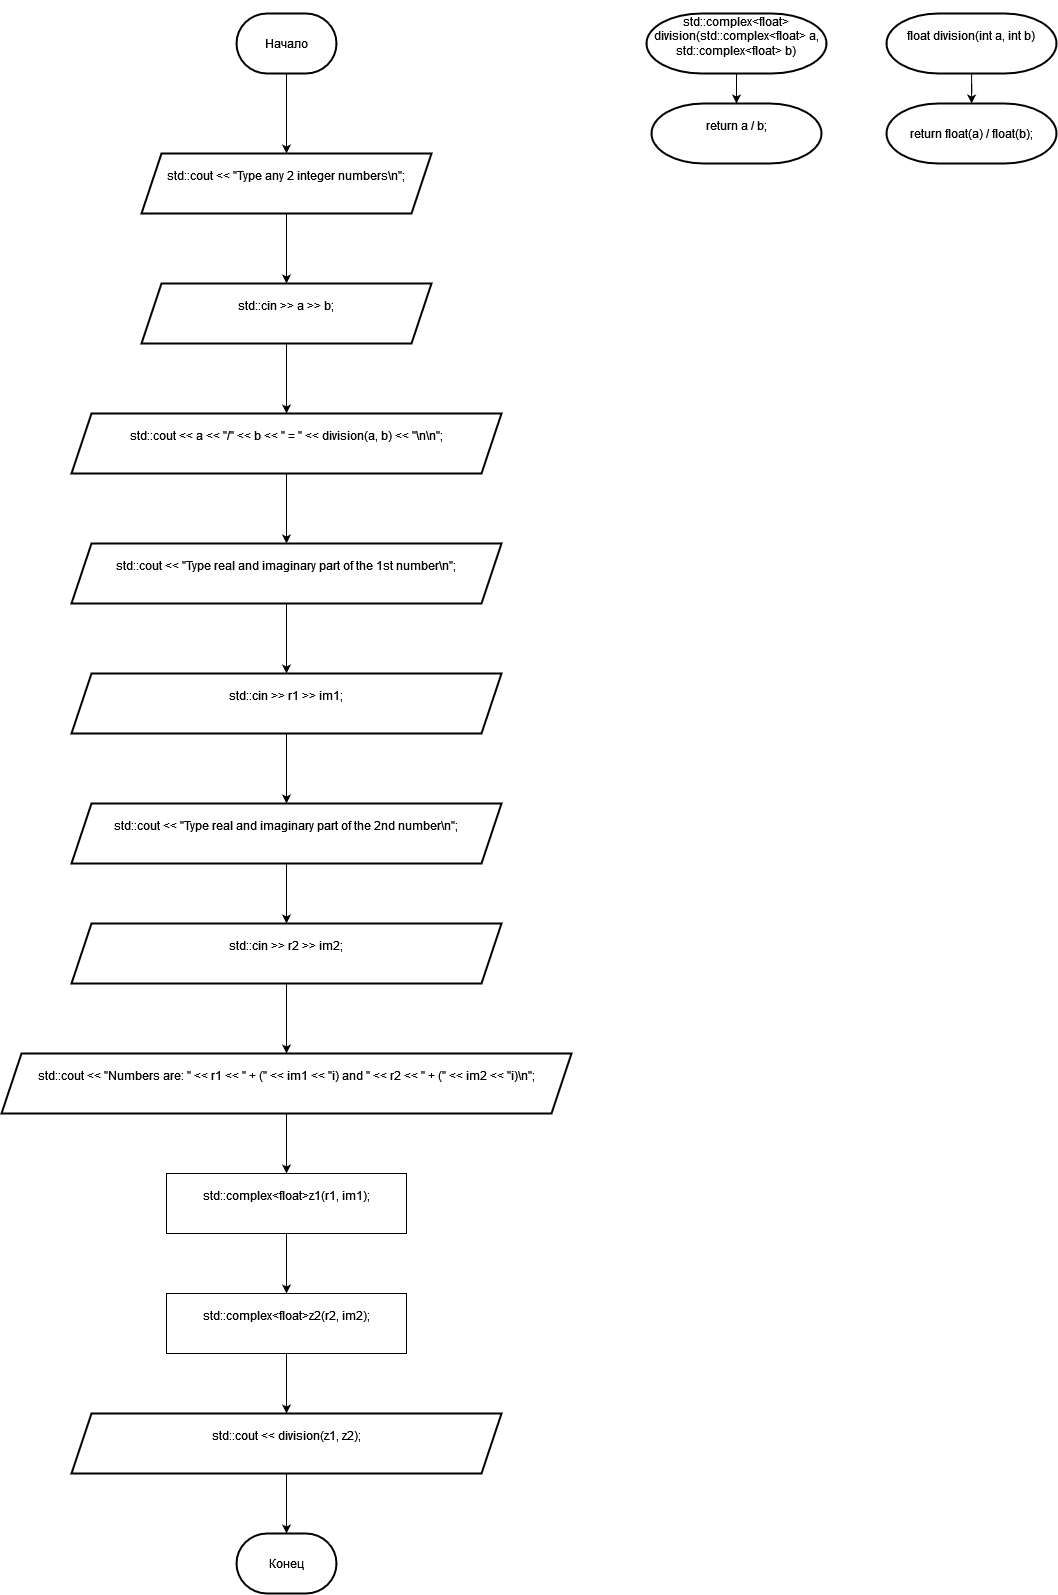 Начало
std::cout << "Type any 2 integer numbers\n";
std::cin >> a >> b;
std::cout << a << "/" << b << " = " << division(a, b) << "\n\n";
std::cout << "Type real and imaginary part of the 1st number\n";
std::cin >> r1 >> im1;
std::cout << "Type real and imaginary part of the 2nd number\n";
std::cin >> r2 >> im2;
std::cout << "Numbers are: " << r1 << " + (" << im1 << "i) and " << r2 << " + (" << im2 << "i)\n";
std::complex<float>z1(r1, im1);
std::complex<float>z2(r2, im2);
std::cout << division(z1, z2);
Конец
std::complex<float>
division(std::complex<float> a,
std::complex<float> b)
return a / b;
float division(int a, int b)
return float(a) / float(b);